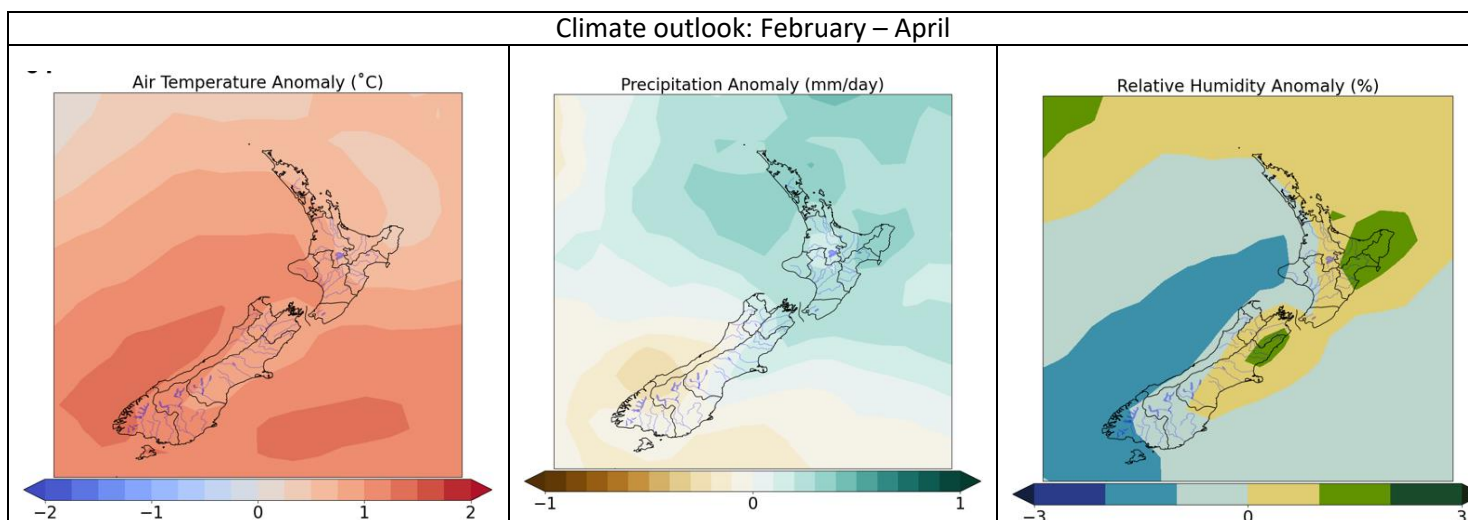 Climate outlook: February – April
Air Temperature Anomaly (˚C)
−2 −1 0 1 2
Precipitation Anomaly (mm/day)
−1 0 1
Relative Humidity Anomaly (%)
−3 0 3